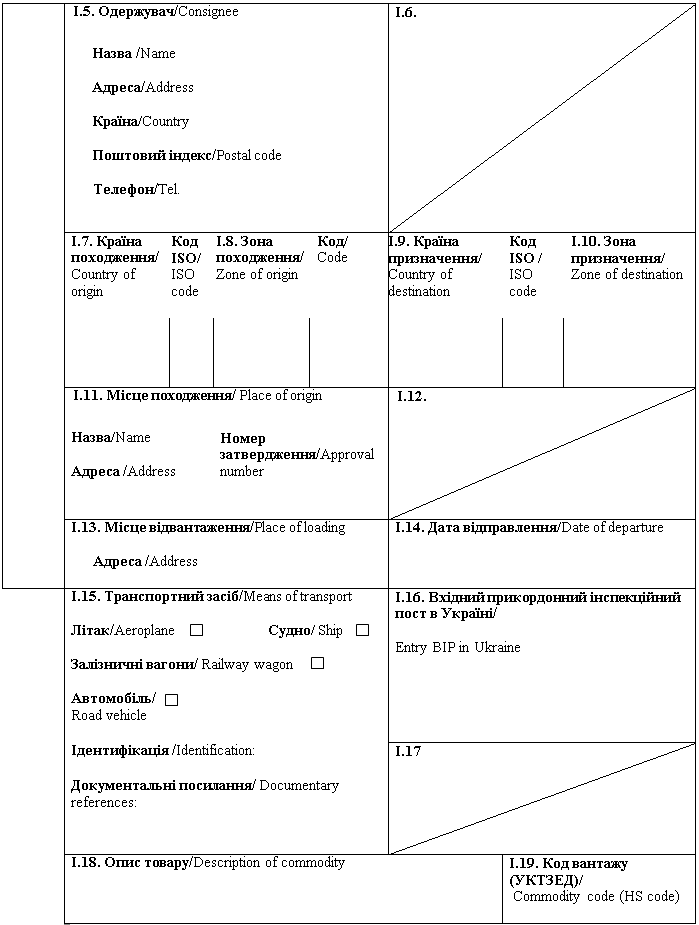 I.5. Одержувач/Consignee
Назва /Name
Адреса/Address
Країна/Country
Поштовий індекс/Postal code
Телефон/Tel.
I.6.
I.7. Країна
походження/
Country of
origin
Код
ISO/
ISO
code
I.8. Зона
походження/
Zone of origin
Код/
Code
I.9. Країна
призначення/
Country of
destination
Код
ISO /
ISO
code
I.10. Зона
призначення/
Zone of destination
I.11. Місце походження/ Place of origin
Назва/Name
Адреса /Address
Номер
затвердження/Approval
number
I.12.
I.13. Місце відвантаження/Place of loading
Адреса /Address
I.14. Дата відправлення/Date of departure
I.15. Транспортний засіб/Means of transport
Літак/Aeroplane Судно/ Ship
Залізничні вагони/ Railway wagon
Автомобіль/
Road vehicle
Ідентифікація /Identification:
Документальні посилання/ Documentary
references:
I.16. Вхідний прикордонний інспекційний
пост в Україні/
Entry BIP in Ukraine
I.17
I.18. Опис товару/Description of commodity
I.19. Код вантажу
(УКТЗЕД)/
Commodity code (HS code)